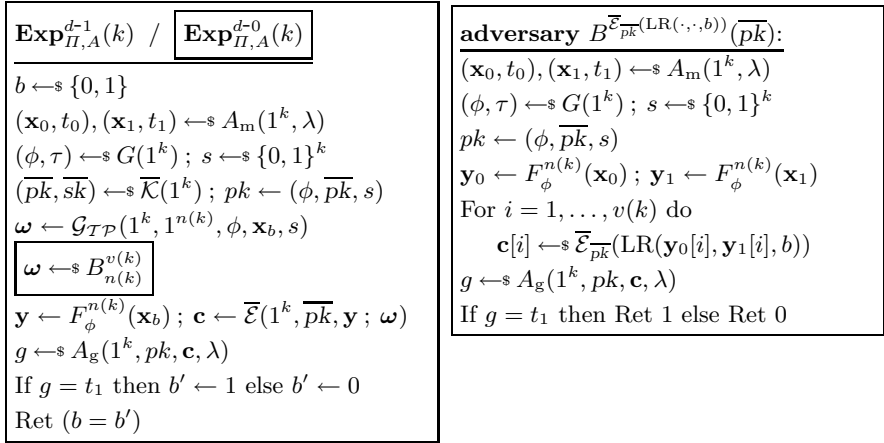 𝐄𝐱𝐩^{d-1}_{Π,A}(k) / 𝐄𝐱𝐩^{d-0}_{Π,A}(k)
b ←$ {0, 1}
(𝐱_0, t_0), (𝐱_1, t_1) ←$ A_m(1^k, λ)
(ϕ, τ) ←$ G(1^k) ; s ←$ {0, 1}^k
(\overline{pk}, \overline{sk}) ←$ \overline{𝒦}(1^k) ; pk ← (ϕ, \overline{pk}, s)
𝝎 ← 𝒢_{𝒯𝒫}(1^k, 1^{n(k)}, ϕ, 𝐱_b, s)
𝝎 ←$ B^{v(k)}_{n(k)}
𝐲 ← F^{n(k)}_ϕ(𝐱_b) ; 𝐜 ← \overline{ℰ}(1^k, \overline{pk}, 𝐲 ; 𝝎)
g ←$ A_g(1^k, pk, 𝐜, λ)
If g = t_1 then b′ ← 1 else b′ ← 0
Ret (b = b′)
adversary B^{\overline{ℰ}_{\overline{pk}}(LR(·,·,b))}(\overline{pk}):
(𝐱_0, t_0), (𝐱_1, t_1) ←$ A_m(1^k, λ)
(ϕ, τ) ←$ G(1^k) ; s ←$ {0, 1}^k
pk ← (ϕ, \overline{pk}, s)
𝐲_0 ← F^{n(k)}_ϕ(𝐱_0) ; 𝐲_1 ← F^{n(k)}_ϕ(𝐱_1)
For i = 1, . . . , v(k) do
𝐜[i] ←$ \overline{ℰ}_{\overline{pk}}(LR(𝐲_0[i], 𝐲_1[i], b))
g ←$ A_g(1^k, pk, 𝐜, λ)
If g = t_1 then Ret 1 else Ret 0